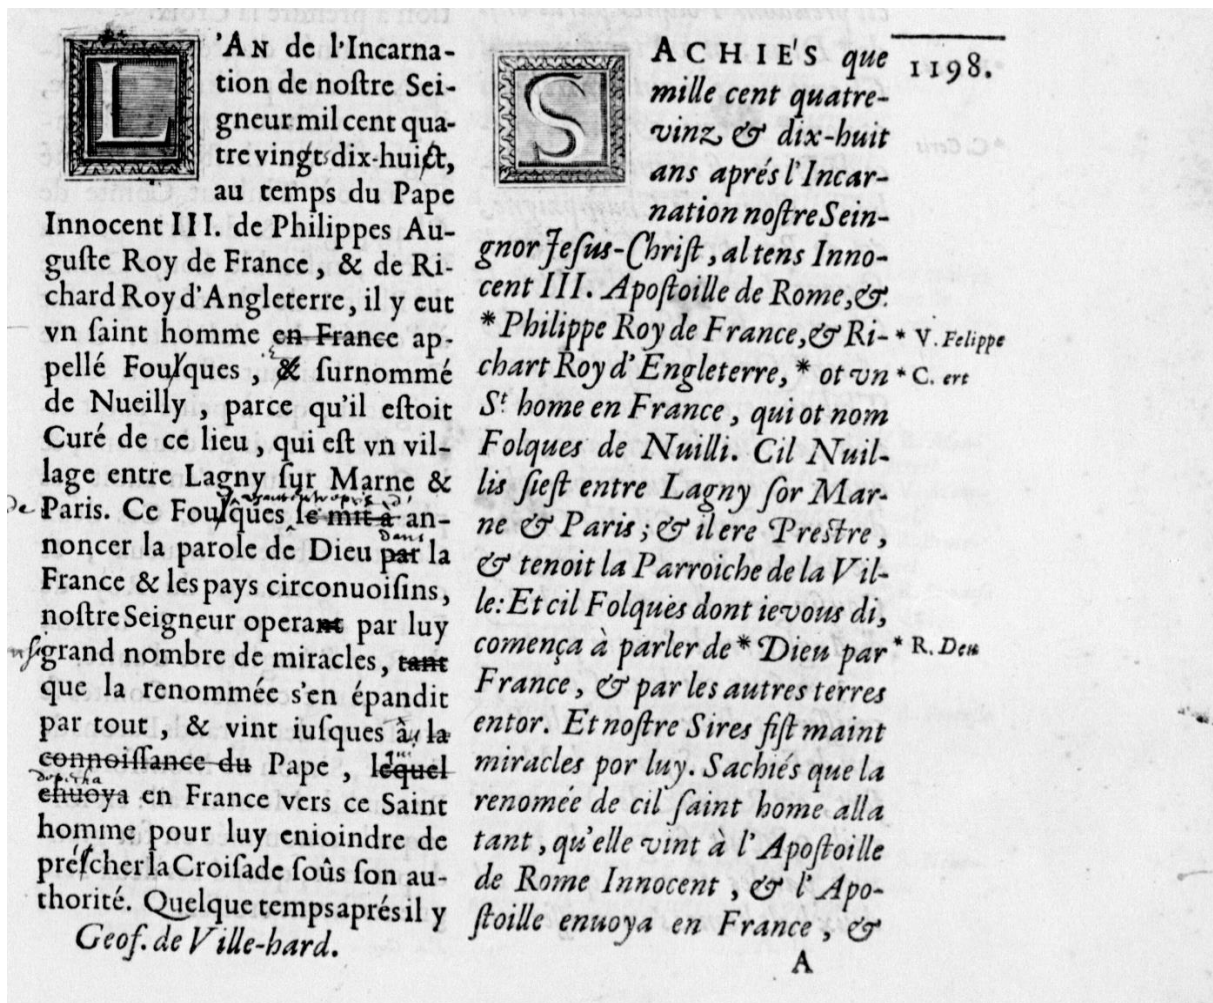 L'AN de l'Incarna-
tion de nostre Sei-
gneur mil cent qua-
tre vingts dix-huict,
au temps du Pape
Innocent III. de Philippes Au-
guste Roy de France, & de Ri-
chard Roy d'Angleterre, il y eut
vn saint homme en France ap-
pellé Foulques, & surnommé
de Nueilly, parce qu'il estoit
Curé de ce lieu, qui est vn vil-
lage entre Lagny sur Marne &
de
Paris. Ce Foulques se mit à an-
dans
noncer la parole de Dieu par la
France & les pays circonuoisins,
nostre Seigneur operant par luy
grand nombre de miracles, tant
que la renommée s'en épandit
par tout, & vint iusques à la
au
connoissance du Pape, lequel
qui
depescha
enuoya en France vers ce Saint
homme pour luy enioindre de
préscher la Croisade soûs son au-
thorité. Quelque temps aprés il y
Geof. de Ville-hard.
SACHIE'S que
mille cent quatre-
vinz & dix-huit
ans aprés l'Incar-
nation nostre Sein-
gnor Jesus-Christ, al tens Inno-
cent III. Apostoille de Rome, &
*Philippe Roy de France, & Ri-
chart Roy d'Engleterre, * ot vn
St home en France, qui ot nom
Folques de Nuilli. Cil Nuil-
lis siest entre Lagny sor Mar-
ne & Paris; & il ere Prestre,
& tenoit la Parroiche de la Vil-
le: Et cil Folques dont ie vous di,
comença à parler de * Dieu par
France, & par les autres terres
entor. Et nostre Sires fist maint
miracles por luy. Sachiés que la
renomée de cil saint home alla
tant, qu'elle vint à l'Apostoille
de Rome Innocent, & l'Apo-
stoille enuoya en France, &
A
1198.
* V. Felippe
* C. ert
* R. Deu